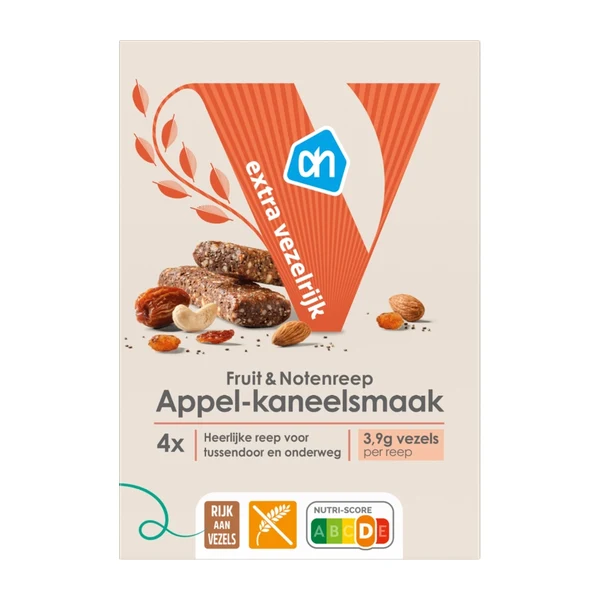 ah
extra vezelrijk
Fruit & Notenreep
Appel-kaneelsmaak
4x
Heerlijke reep voor
tussendoor en onderweg
3,9g vezels
per reep
RIJK
AAN
VEZELS
NUTRI-SCORE
A B C D E